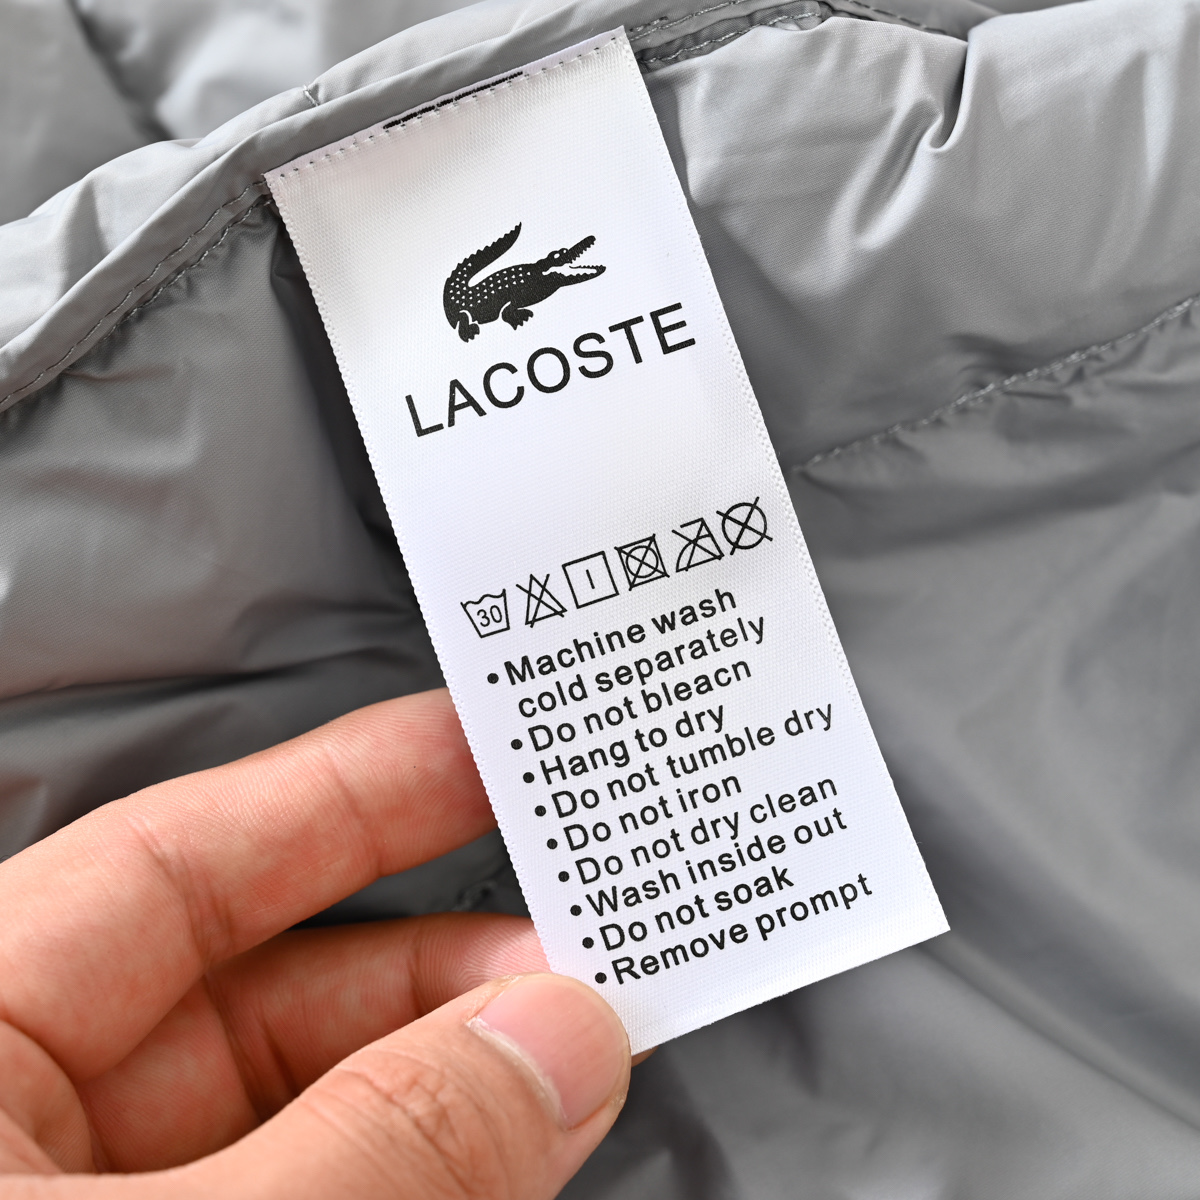 LACOSTE
30
•Machine wash
cold separately
•Do not bleacn
•Hang to dry
•Do not tumble dry
•Do not iron
•Do not dry clean
•Wash inside out
•Do not soak
•Remove prompt